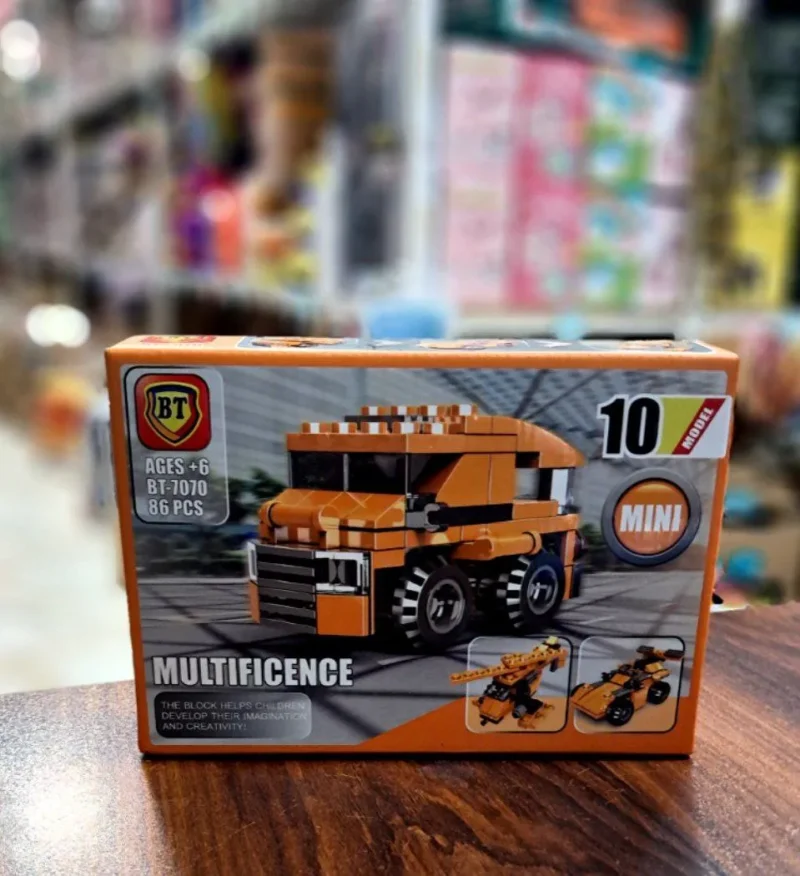 BT
AGES +6
BT-7070
86 PCS
10
MODEL
MINI
MULTIFICENCE
THE BLOCK HELPS CHILDREN
DEVELOP THEIR IMAGINATION
AND CREATIVITY!